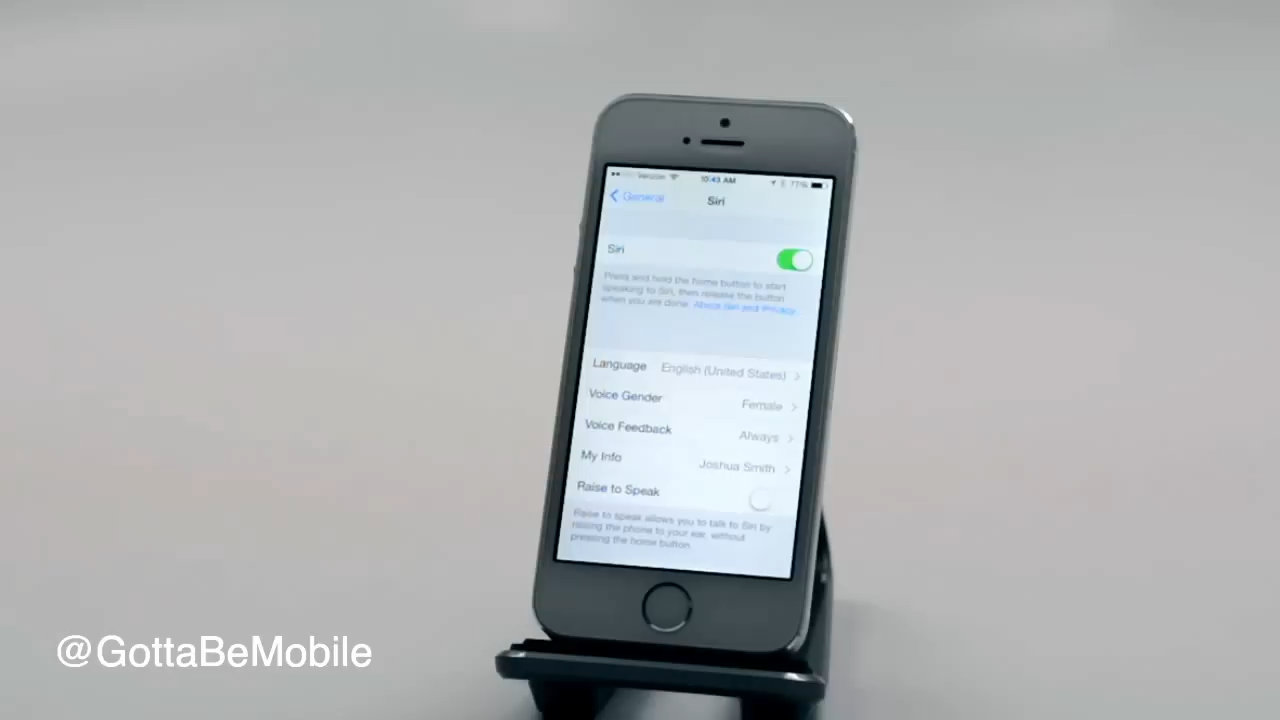 Verizon 10:43 AM 77%
General Siri
Siri
Press and hold the home button to start
speaking to Siri, then release the button
when you are done. About Siri and Privacy
Language English (United States)
Voice Gender Female
Voice Feedback Always
My Info Joshua Smith
Raise to Speak
Raise to speak allows you to talk to Siri by
raising the phone to your ear, without
pressing the home button.
@GottaBeMobile